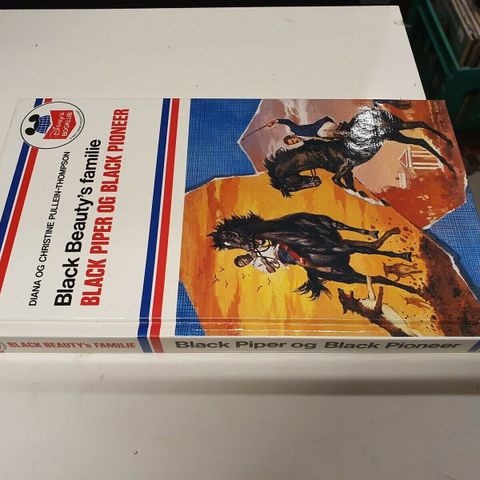 DIANA OG CHRISTINE PULLEIN-THOMPSON
Black Beauty's familie
BLACK PIPER OG BLACK PIONEER
BOKKLUBB
BLACK BEAUTY'S FAMILIE
Black Piper og Black Pioneer